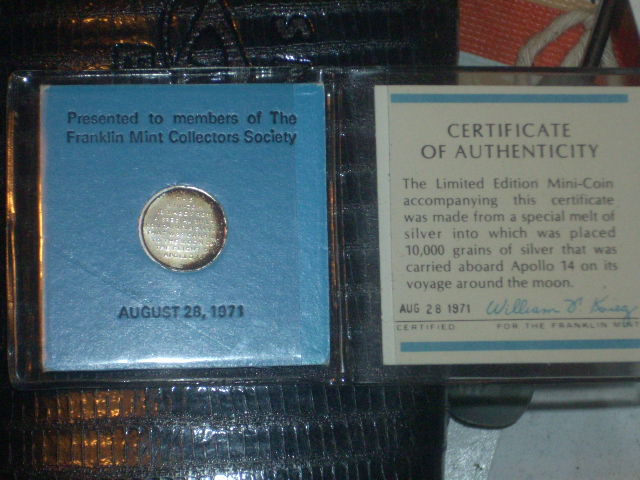 Presented to members of The
Franklin Mint Collectors Society
AUGUST 28, 1971
CERTIFICATE
OF AUTHENTICITY
The Limited Edition Mini-Coin
accompanying this certificate
was made from a special melt of
silver into which was placed
10,000 grains of silver that was
carried aboard Apollo 14 on its
voyage around the moon.
AUG 28 1971 William
CERTIFIED FOR THE FRANKLIN MINT